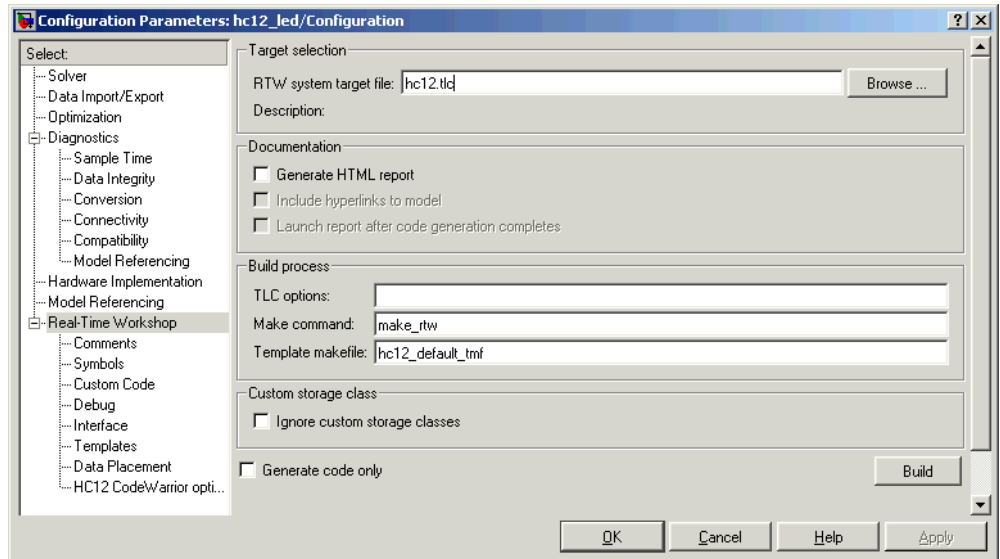 Configuration Parameters: hc12_led/Configuration
Select:
Solver
Data Import/Export
Optimization
Diagnostics
Sample Time
Data Integrity
Conversion
Connectivity
Compatibility
Model Referencing
Hardware Implementation
Model Referencing
Real-Time Workshop
Comments
Symbols
Custom Code
Debug
Interface
Templates
Data Placement
HC12 CodeWarrior opti...
Target selection
RTW system target file: hc12.tlc Browse ...
Description:
Documentation
Generate HTML report
Include hyperlinks to model
Launch report after code generation completes
Build process
TLC options:
Make command: make_rtw
Template makefile: hc12_default_tmf
Custom storage class
Ignore custom storage classes
Generate code only Build
OK Cancel Help Apply